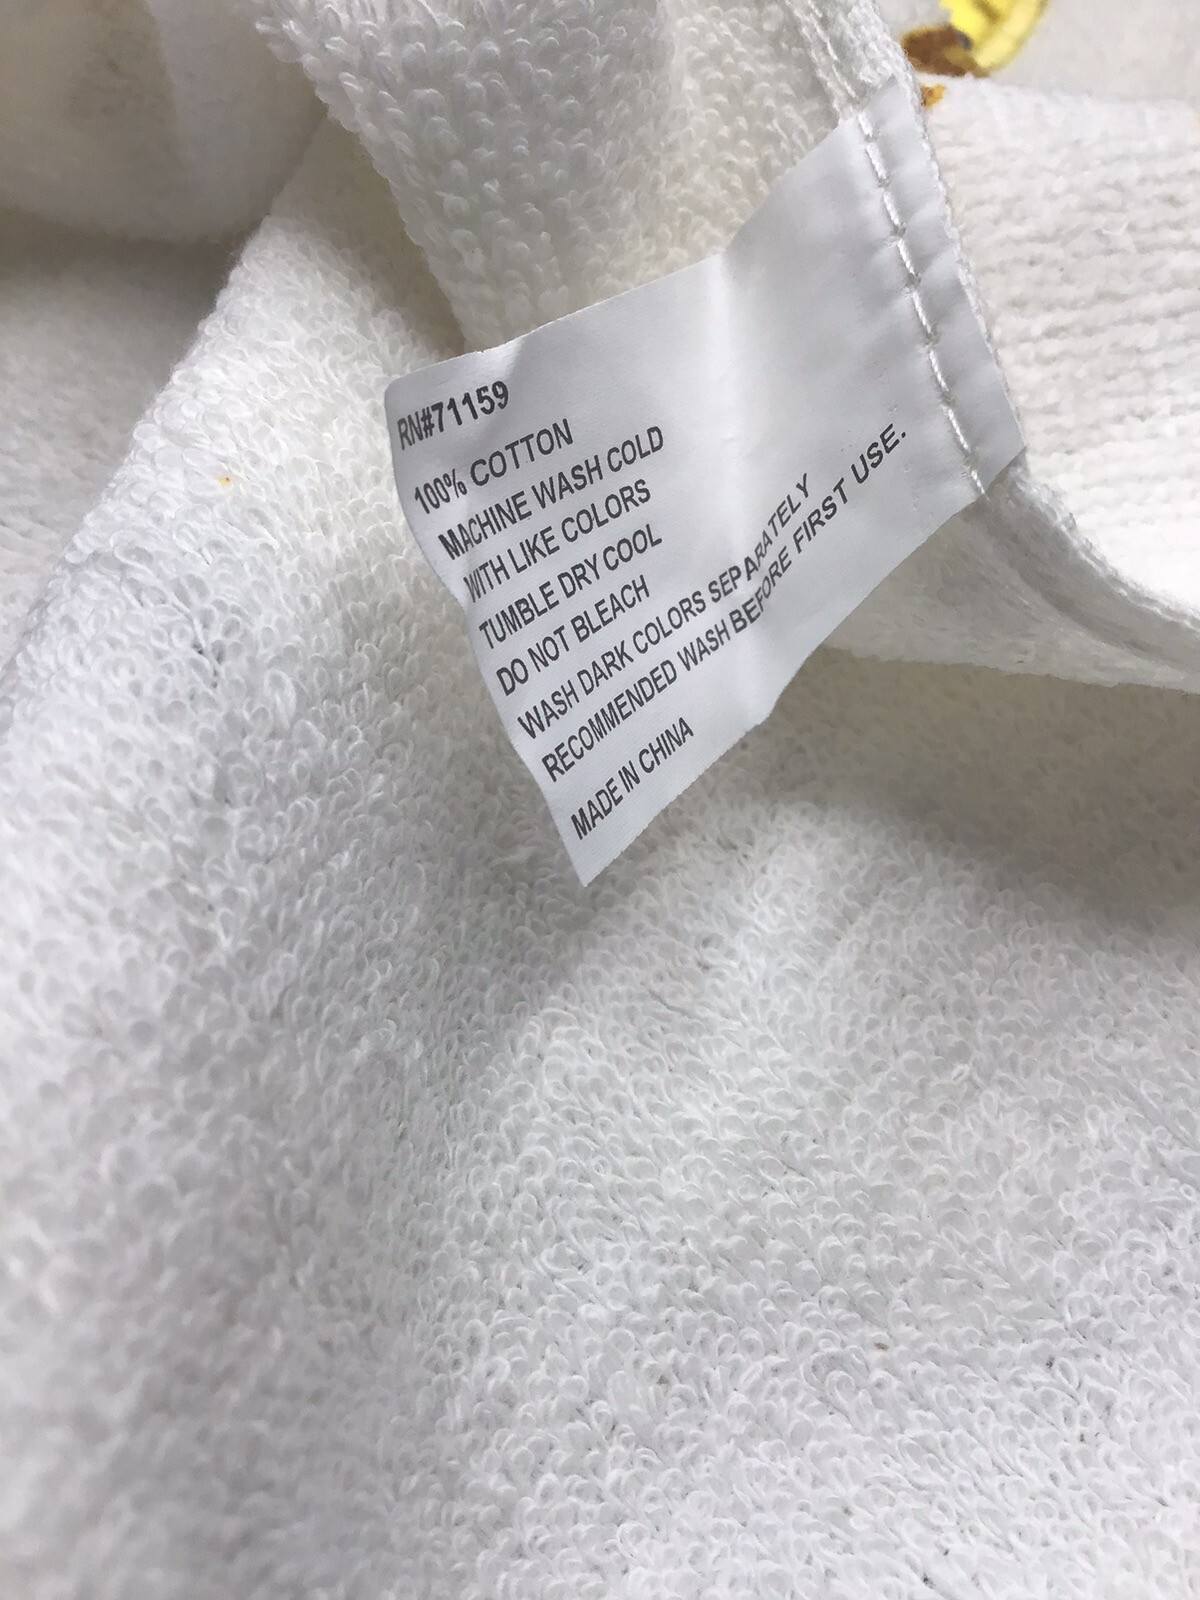 RN#71159
100% COTTON
MACHINE WASH COLD
WITH LIKE COLORS
TUMBLE DRY COOL
DO NOT BLEACH
WASH DARK COLORS SEPARATELY
RECOMMENDED WASH BEFORE FIRST USE.
MADE IN CHINA